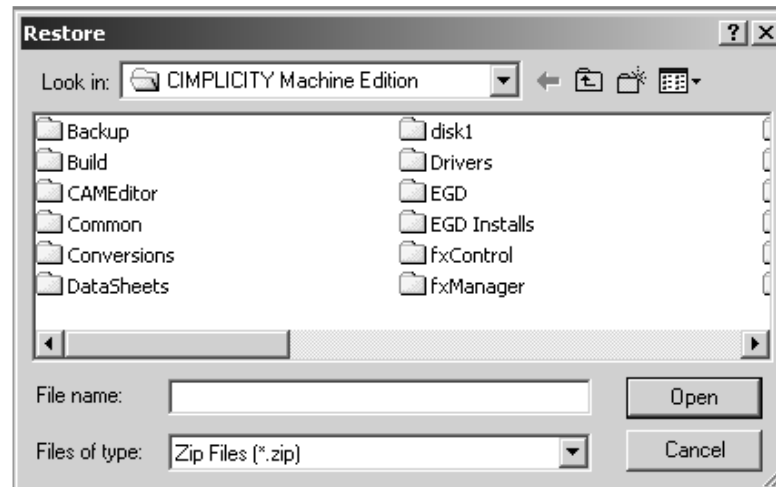 Restore
Look in: CIMPLICITY Machine Edition
Backup
Build
CAMEditor
Common
Conversions
DataSheets
disk1
Drivers
EGD
EGD Installs
fxControl
fxManager
File name:
Open
Files of type: Zip Files (*.zip)
Cancel